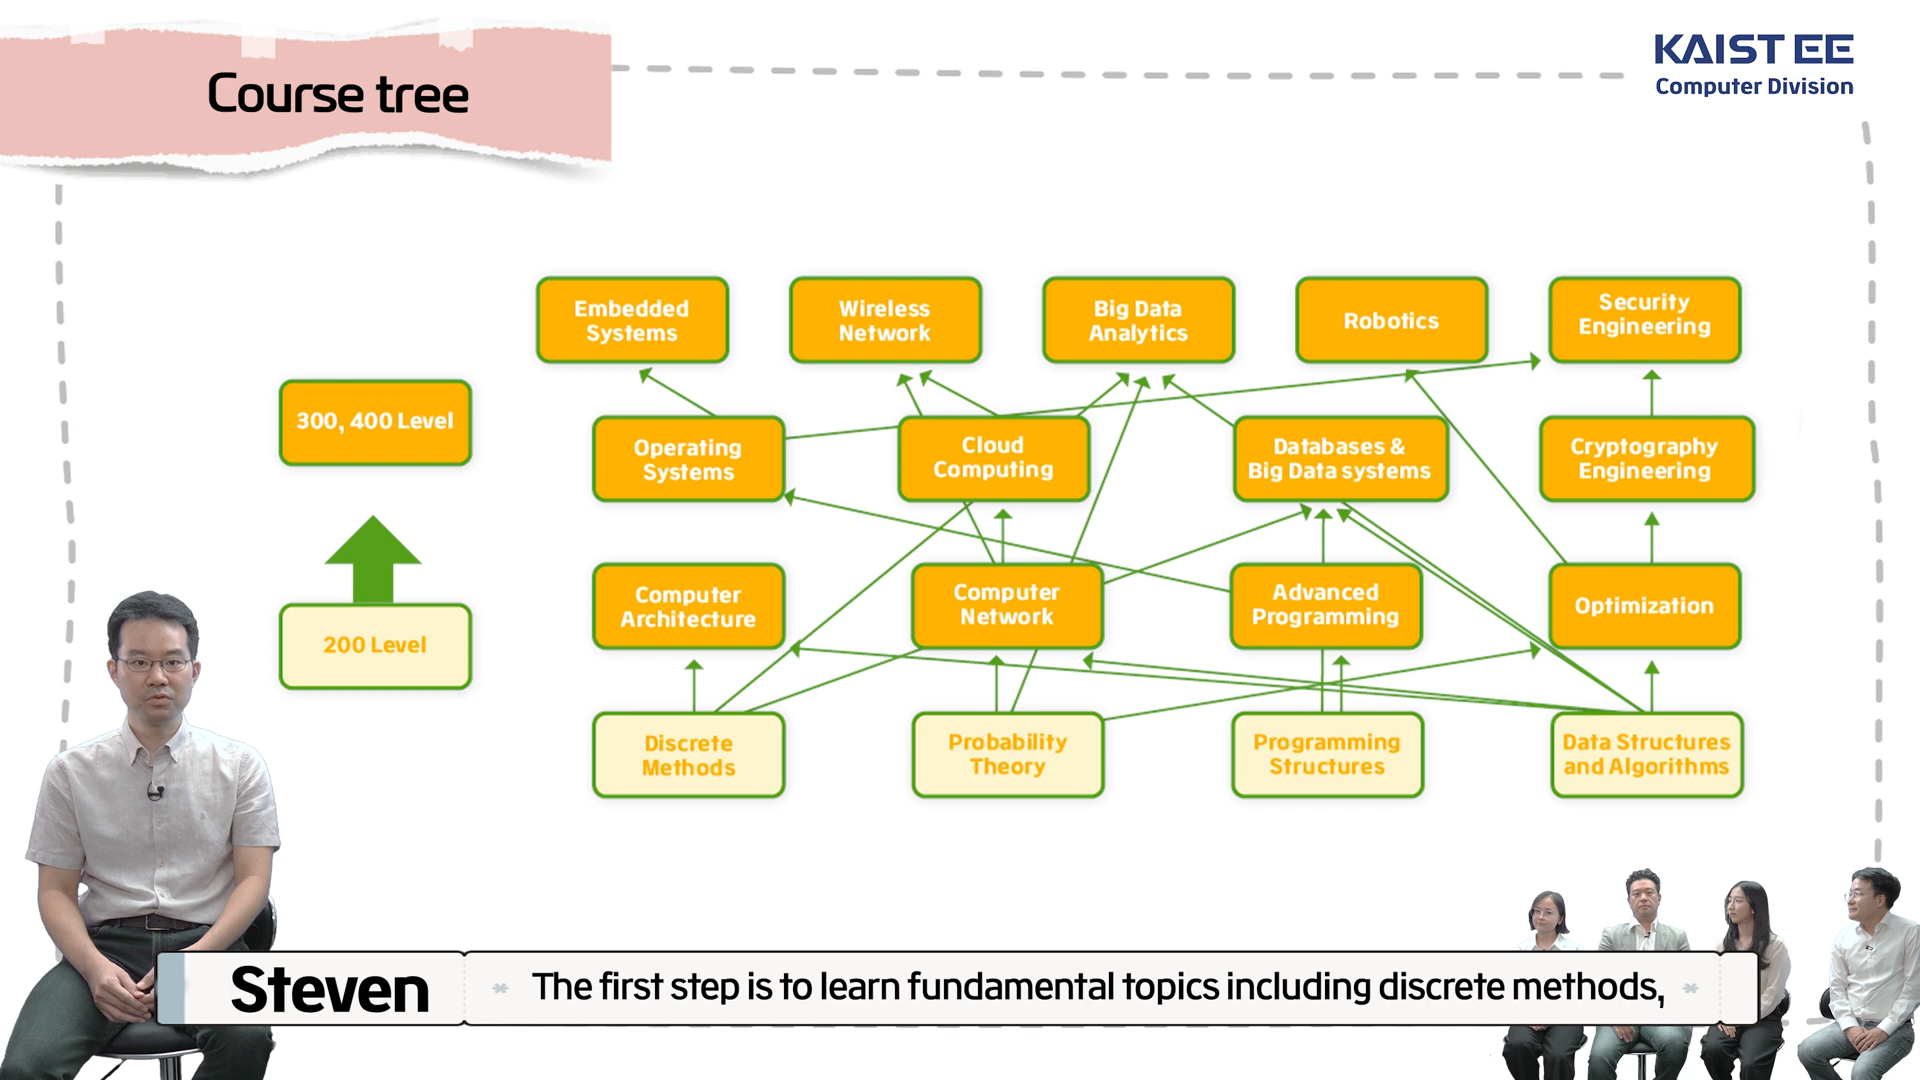 Course tree
KAIST EE
Computer Division
Embedded
Systems
Wireless
Network
Big Data
Analytics
Robotics
Security
Engineering
300, 400 Level
Operating
Systems
Cloud
Computing
Databases &
Big Data systems
Cryptography
Engineering
200 Level
Computer
Architecture
Computer
Network
Advanced
Programming
Optimization
Discrete
Methods
Probability
Theory
Programming
Structures
Data Structures
and Algorithms
Steven
The first step is to learn fundamental topics including discrete methods,